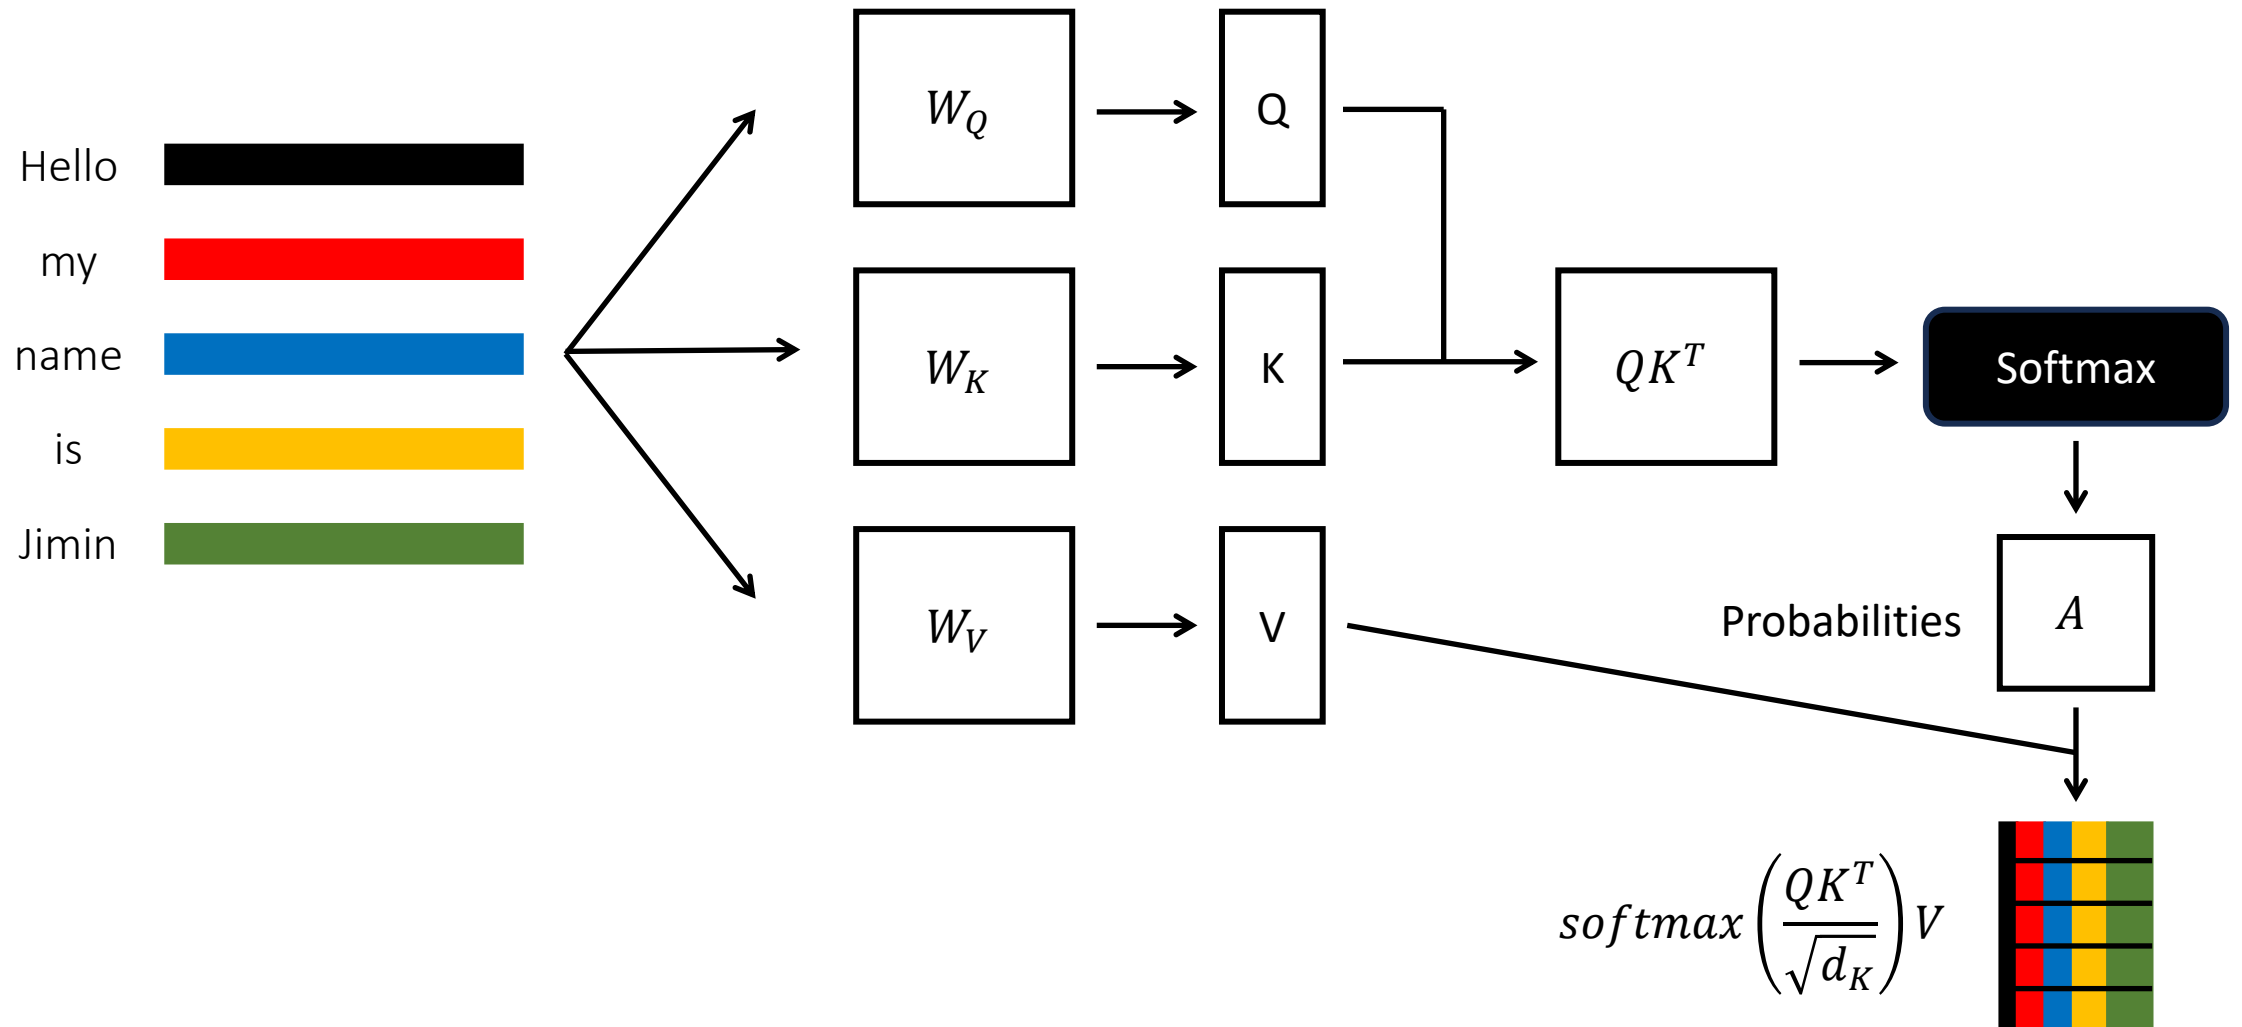 Hello
my
name
is
Jimin
W_Q
Q
W_K
K
QK^T
Softmax
W_V
V
Probabilities
A
softmax(QK^T/√d_K)V